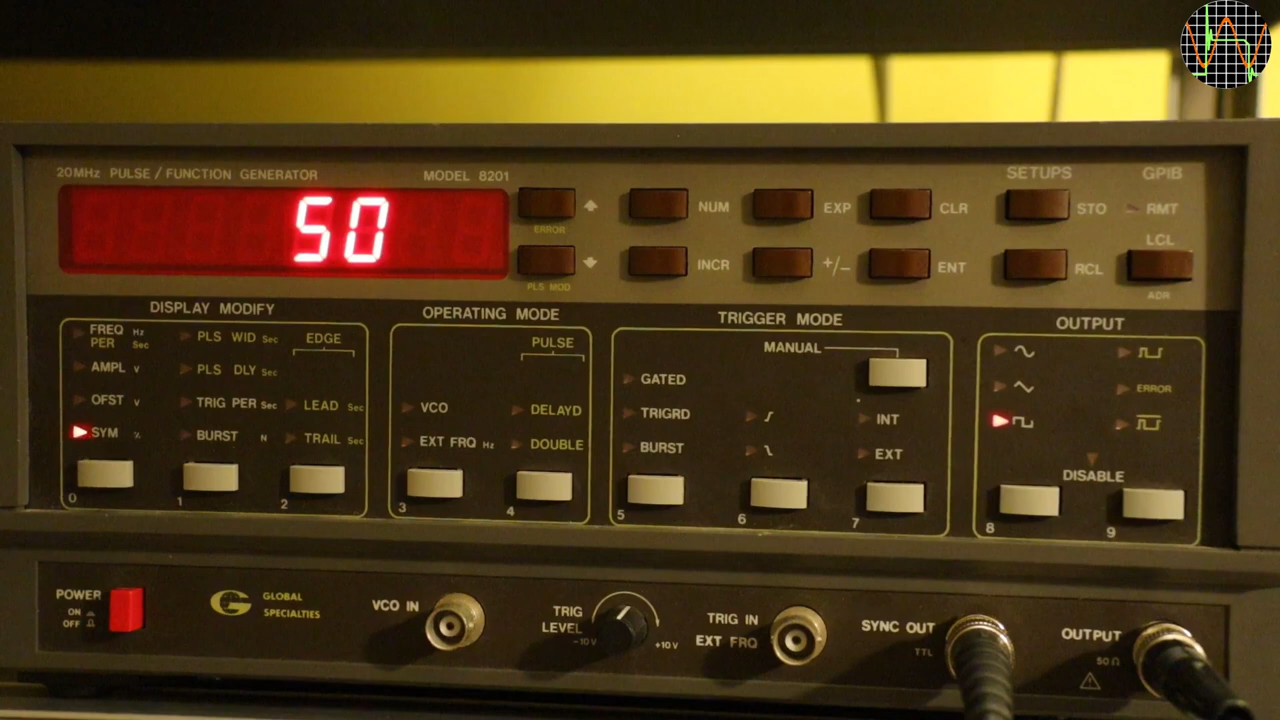 20MHz PULSE / FUNCTION GENERATOR MODEL 8201
50
ERROR
PLS MOD
NUM EXP CLR
INCR +/− ENT
SETUPS
STO
RCL
GPIB
RMT
LCL
ADR
DISPLAY MODIFY
FREQ Hz
PER Sec
AMPL V
OFST V
SYM %
PLS WID Sec
PLS DLY Sec
TRIG PER Sec
BURST N
EDGE
LEAD Sec
TRAIL Sec
0 1 2
OPERATING MODE
PULSE
VCO DELAYD
EXT FRQ Hz DOUBLE
3 4
TRIGGER MODE
MANUAL
GATED
TRIGRD INT
BURST EXT
5 6 7
OUTPUT
ERROR
DISABLE
8 9
POWER
ON
OFF
G GLOBAL
SPECIALTIES
VCO IN
TRIG
LEVEL
−10V +10V
TRIG IN
EXT FRQ
SYNC OUT
TTL
OUTPUT
50Ω